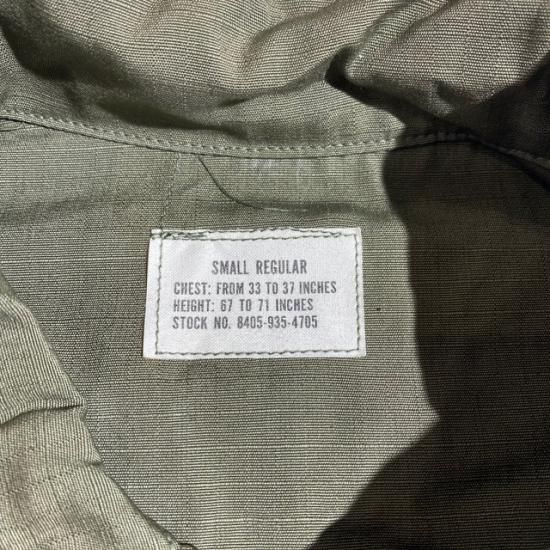 SMALL REGULAR
CHEST: FROM 33 TO 37 INCHES
HEIGHT: 67 TO 71 INCHES
STOCK NO. 8405-935-4705